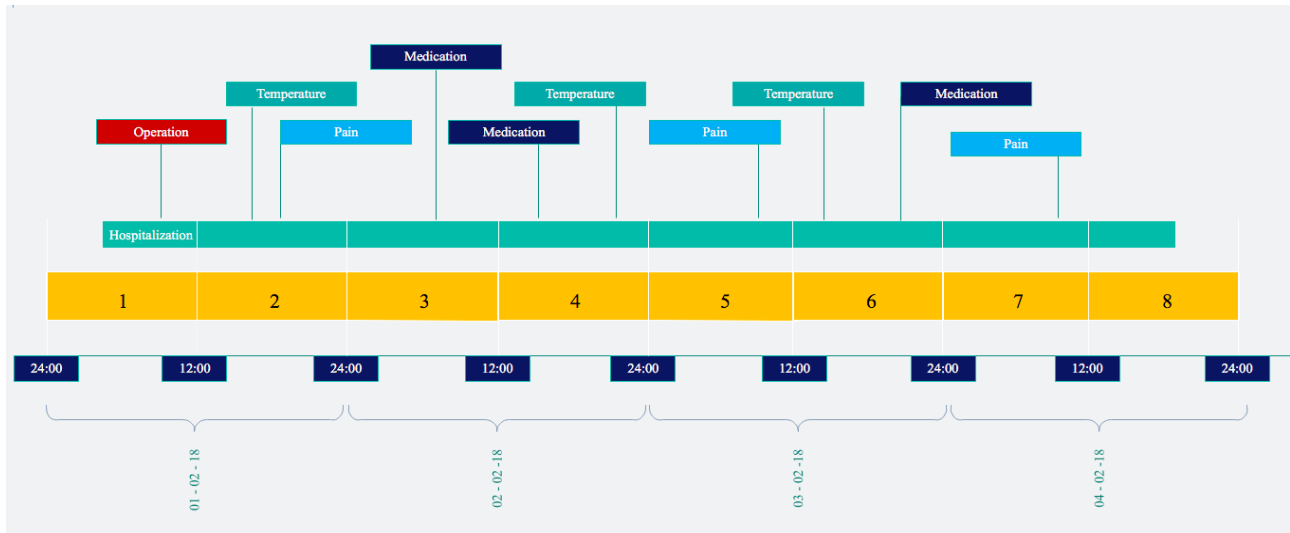 Medication
Temperature
Temperature
Temperature
Medication
Operation
Pain
Medication
Pain
Pain
Hospitalization
1
2
3
4
5
6
7
8
24:00
12:00
24:00
12:00
24:00
12:00
24:00
12:00
24:00
01 - 02 - 18
02 - 02 -18
03 - 02 -18
04 - 02 -18